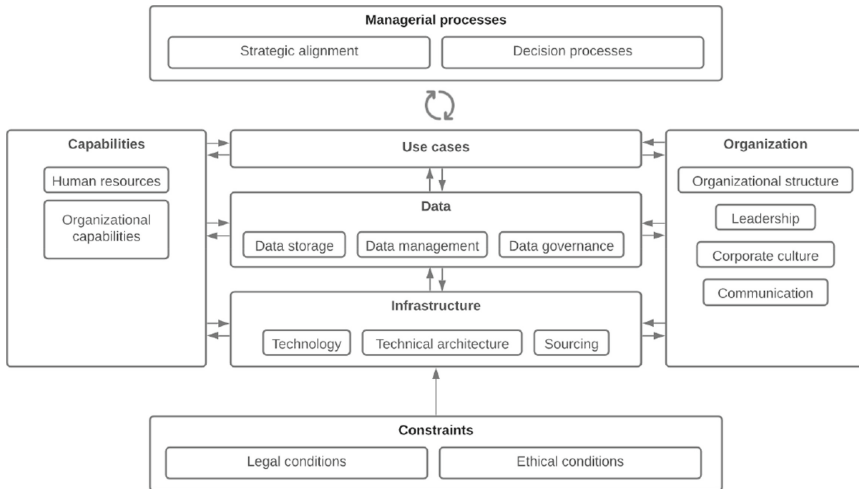 Managerial processes
Strategic alignment
Decision processes
Capabilities
Human resources
Organizational
capabilities
Use cases
Data
Data storage
Data management
Data governance
Infrastructure
Technology
Technical architecture
Sourcing
Organization
Organizational structure
Leadership
Corporate culture
Communication
Constraints
Legal conditions
Ethical conditions